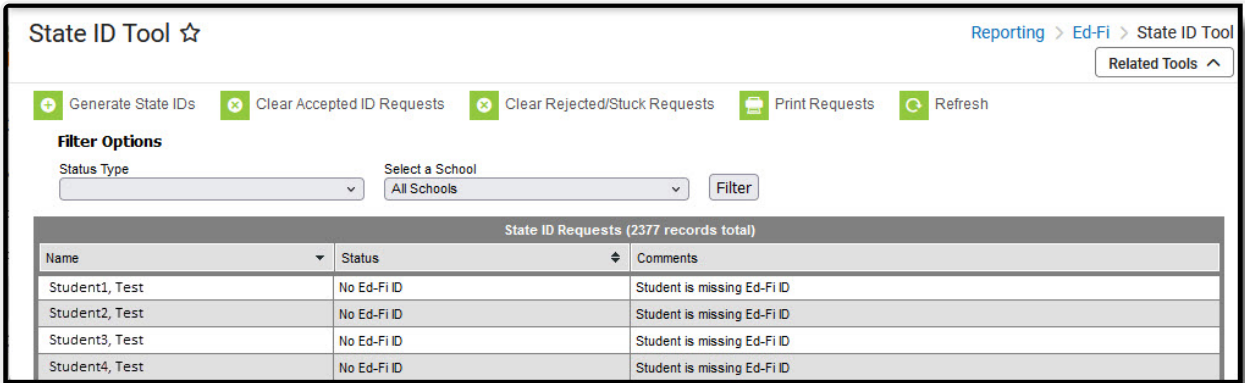 State ID Tool
Reporting > Ed-Fi > State ID Tool
Related Tools
Generate State IDs Clear Accepted ID Requests Clear Rejected/Stuck Requests Print Requests Refresh
Filter Options
Status Type Select a School
All Schools Filter
State ID Requests (2377 records total)
Name Status Comments
Student1, Test No Ed-Fi ID Student is missing Ed-Fi ID
Student2, Test No Ed-Fi ID Student is missing Ed-Fi ID
Student3, Test No Ed-Fi ID Student is missing Ed-Fi ID
Student4, Test No Ed-Fi ID Student is missing Ed-Fi ID